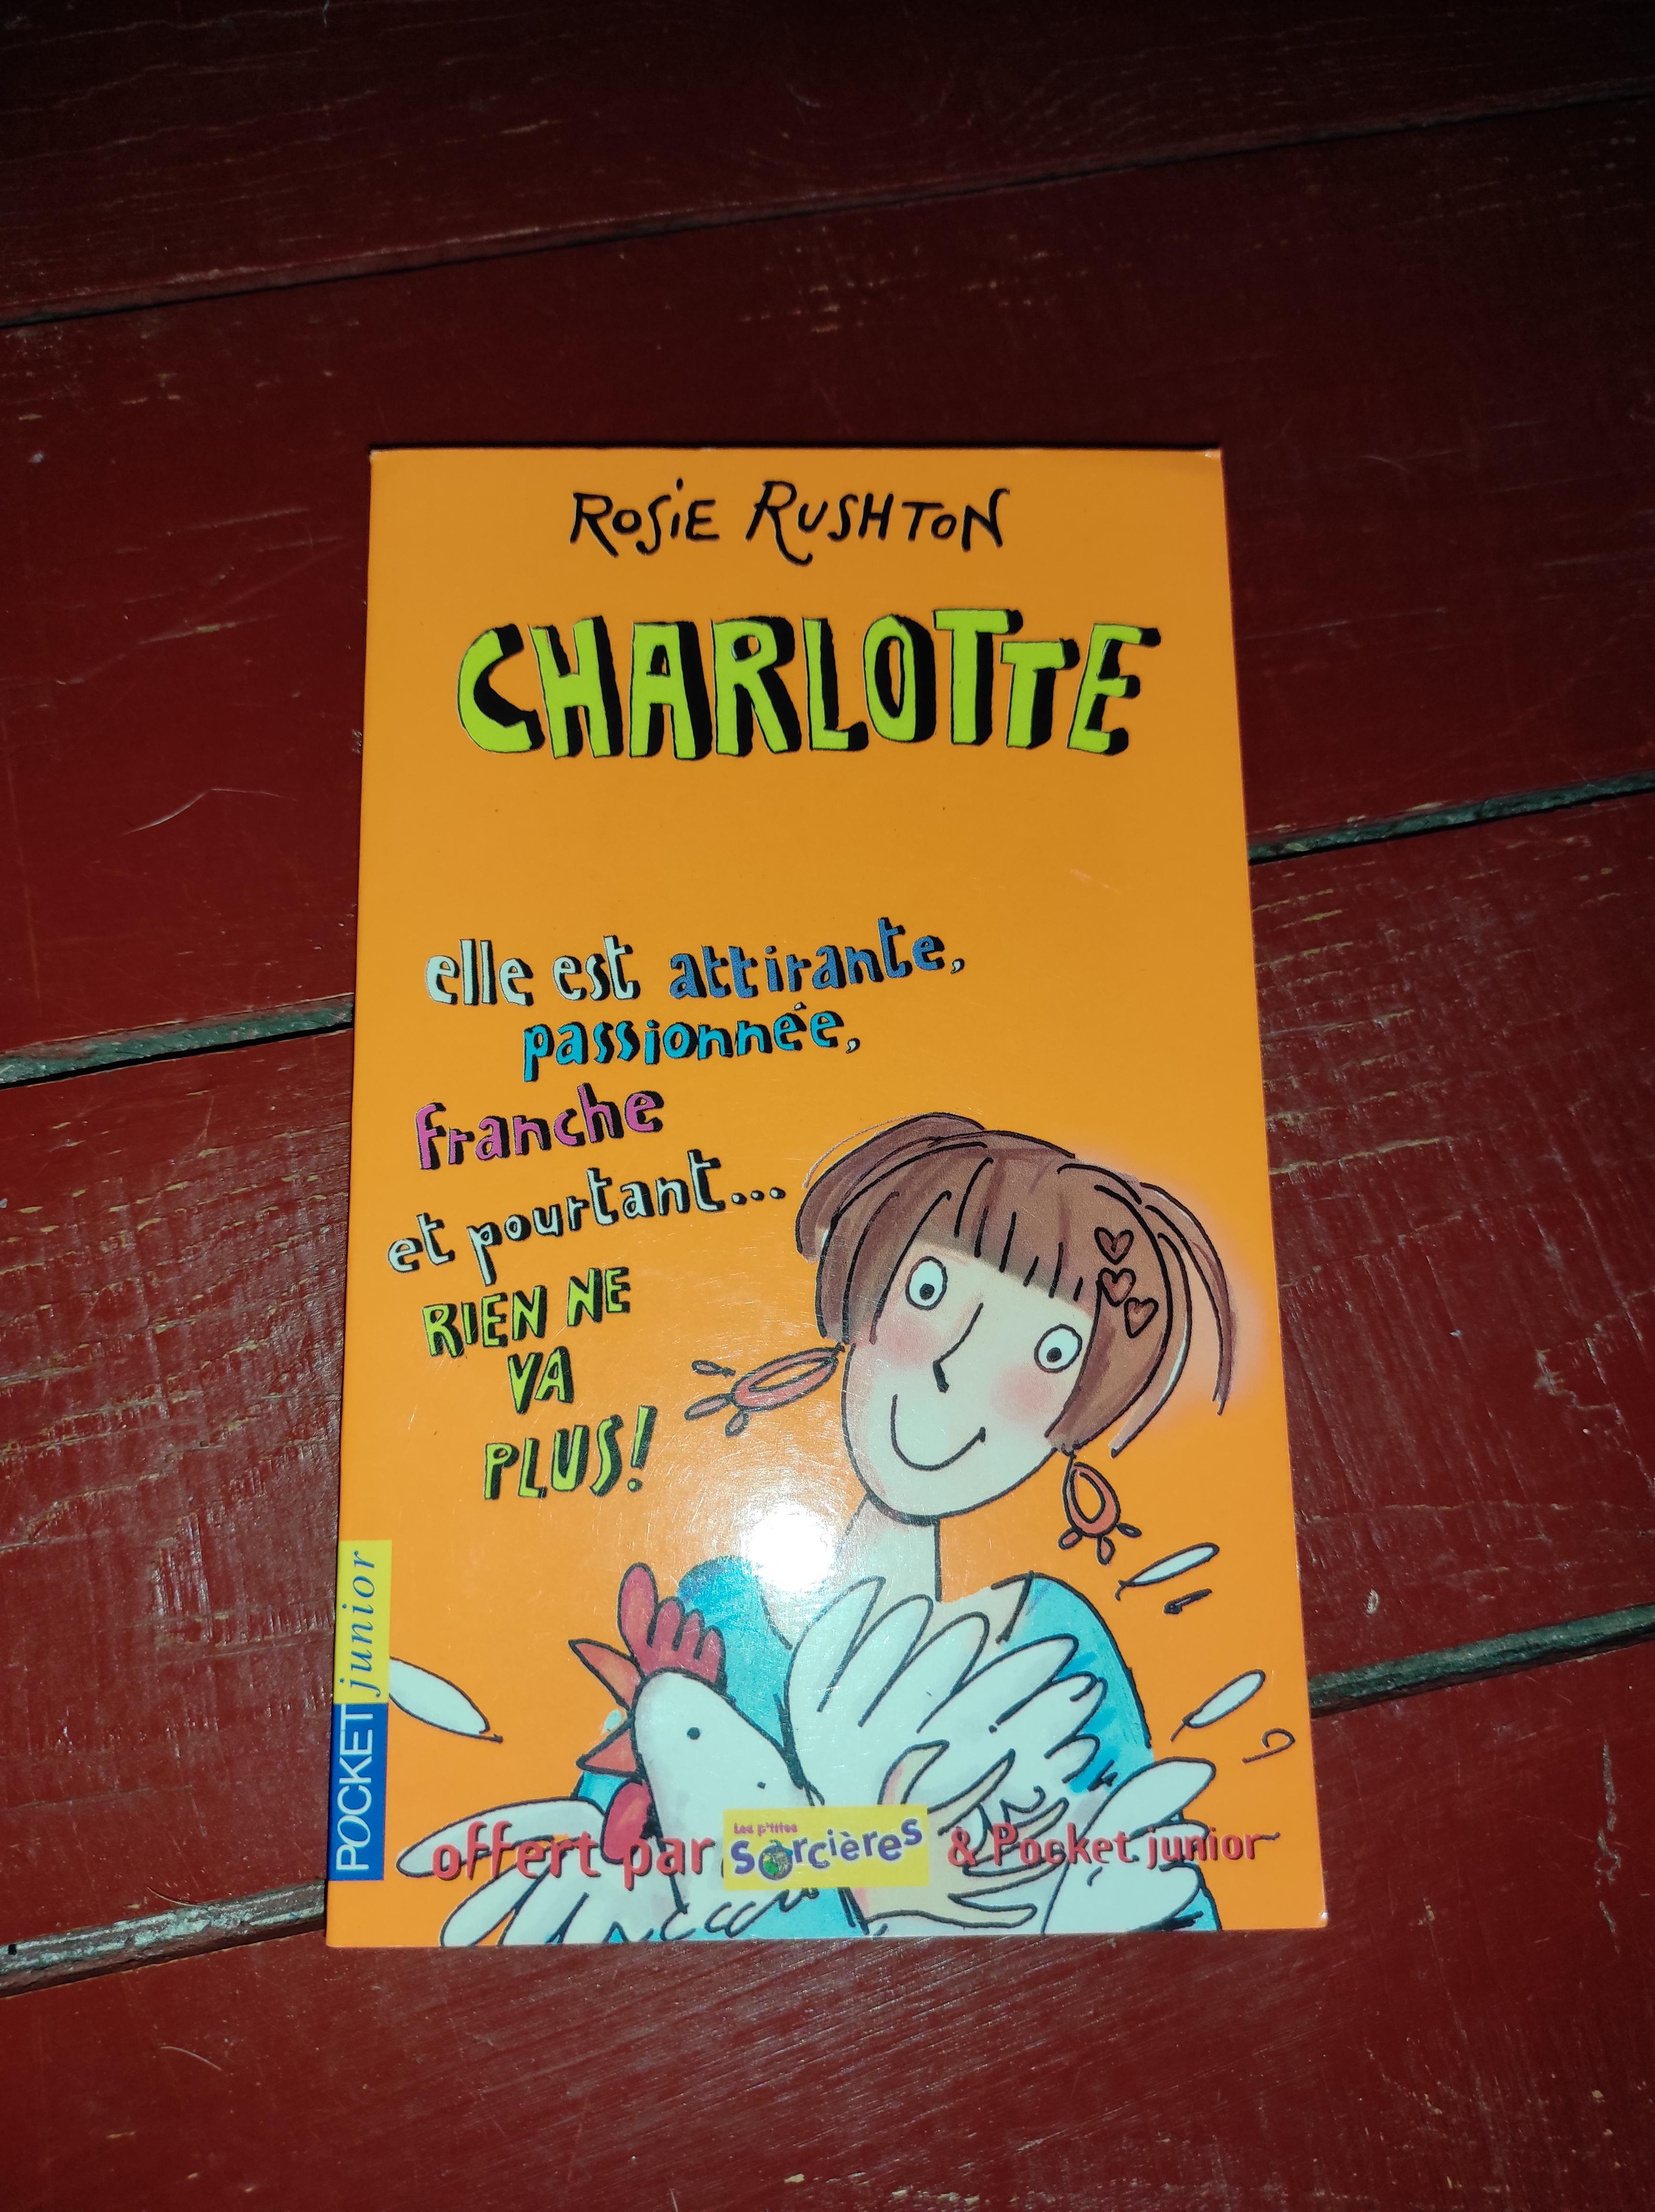 Rosie Rushton
CHARLOTTE
elle est attirante,
passionnée,
franche
et pourtant...
RIEN NE
VA
PLUS!
POCKET junior
offert par Les p'tites sorcières & Pocket junior